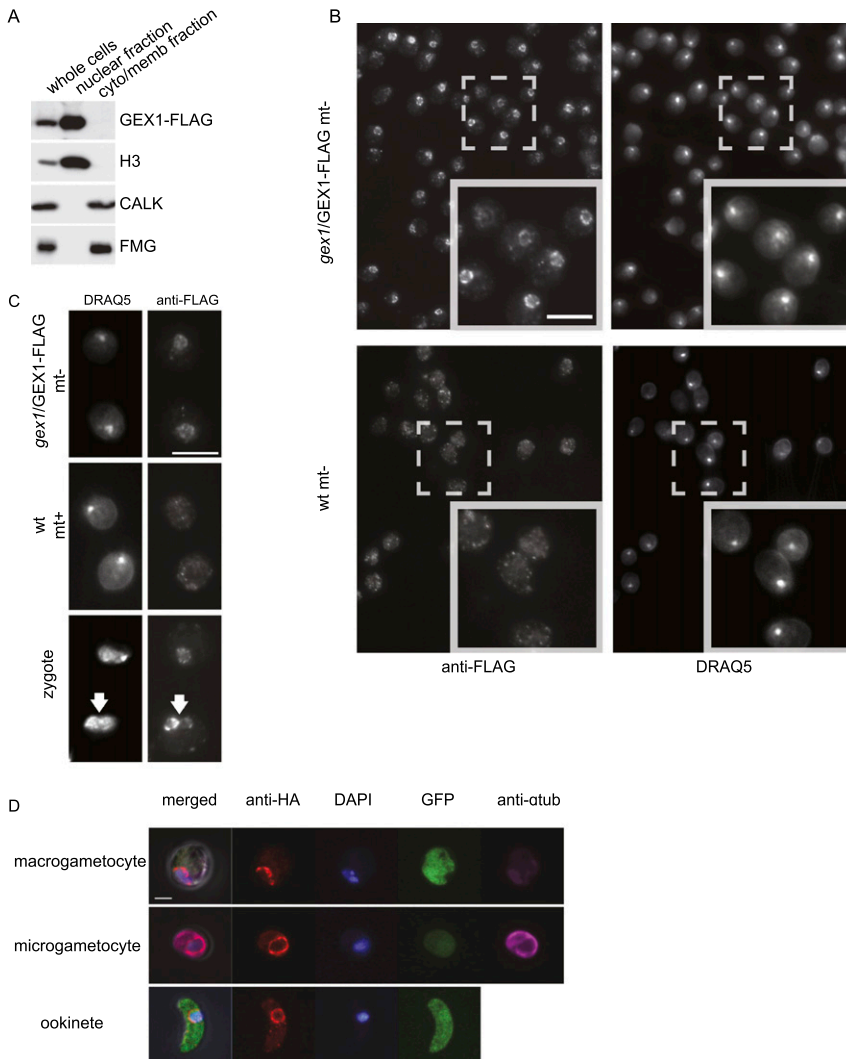 A
whole cells
nuclear fraction
cyto/memb fraction
GEX1-FLAG
H3
CALK
FMG
B
gex1/GEX1-FLAG mt-
wt mt-
anti-FLAG
DRAQ5
C
DRAQ5
anti-FLAG
gex1/GEX1-FLAG
mt-
wt
mt+
zygote
D
merged
anti-HA
DAPI
GFP
anti-αtub
macrogametocyte
microgametocyte
ookinete